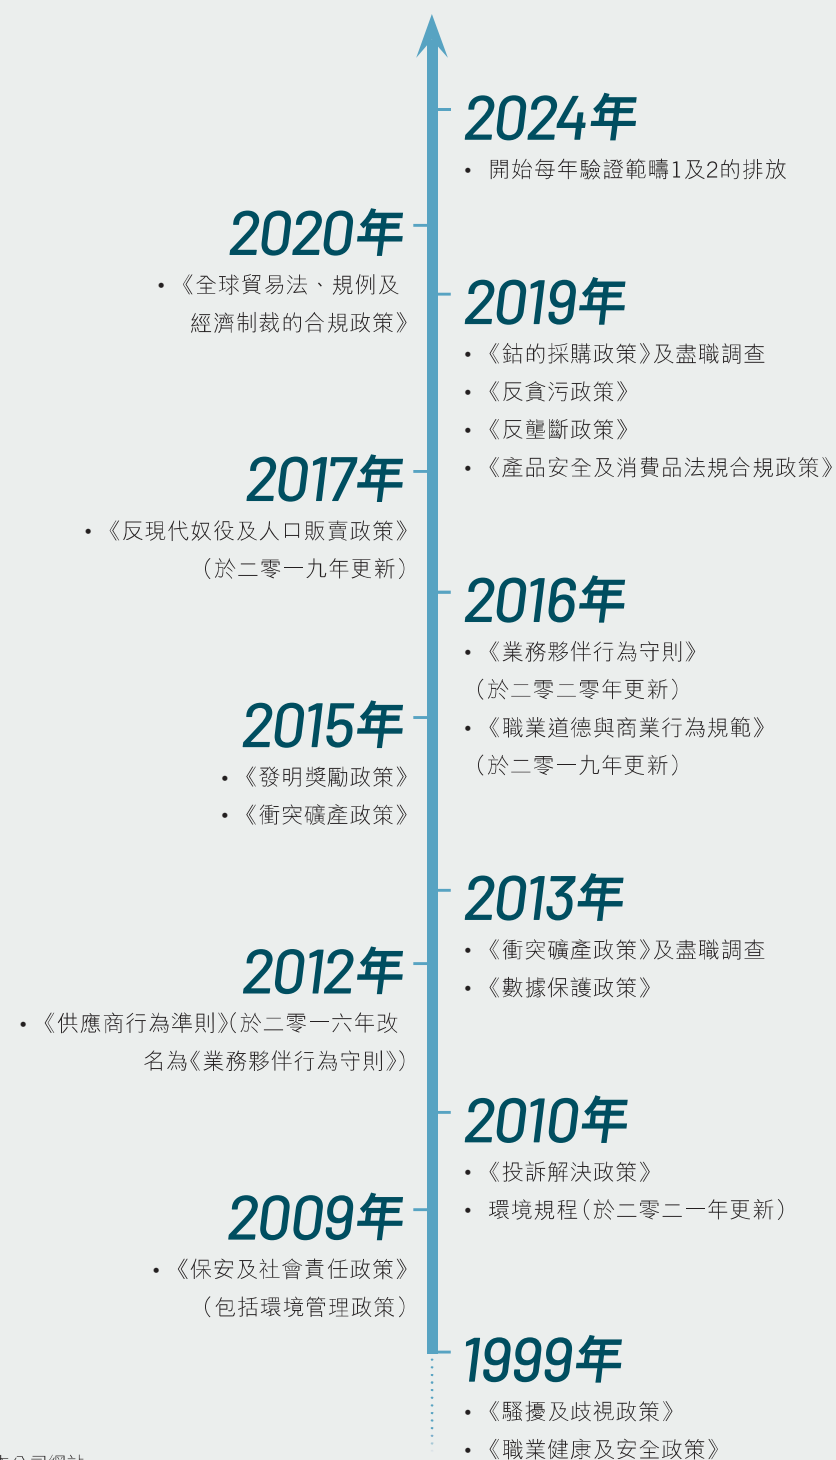 2024年
• 開始每年驗證範疇1及2的排放
2020年
• 《全球貿易法、規例及
經濟制裁的合規政策》
2019年
• 《鈷的採購政策》及盡職調查
• 《反貪污政策》
• 《反壟斷政策》
• 《產品安全及消費品法規合規政策》
2017年
• 《反現代奴役及人口販賣政策》
（於二零一九年更新）
2016年
• 《業務夥伴行為守則》
（於二零二零年更新）
• 《職業道德與商業行為規範》
（於二零一九年更新）
2015年
• 《發明獎勵政策》
• 《衝突礦產政策》
2013年
• 《衝突礦產政策》及盡職調查
• 《數據保護政策》
2012年
• 《供應商行為準則》（於二零一六年改
名為《業務夥伴行為守則》）
2010年
• 《投訴解決政策》
• 環境規程（於二零二一年更新）
2009年
• 《保安及社會責任政策》
（包括環境管理政策）
1999年
• 《騷擾及歧視政策》
• 《職業健康及安全政策》